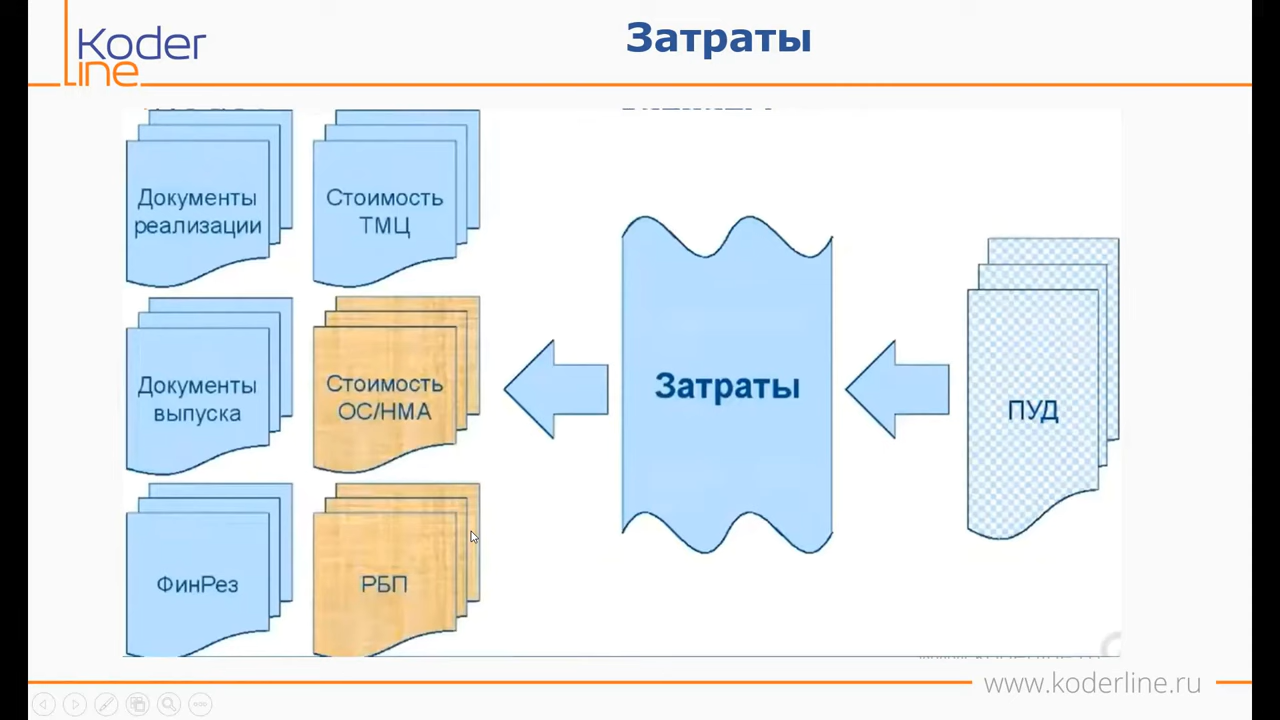 Koder
line
Затраты
Документы
реализации
Стоимость
ТМЦ
Документы
выпуска
Стоимость
ОС/НМА
Затраты
ПУД
ФинРез
РБП
www.koderline.ru